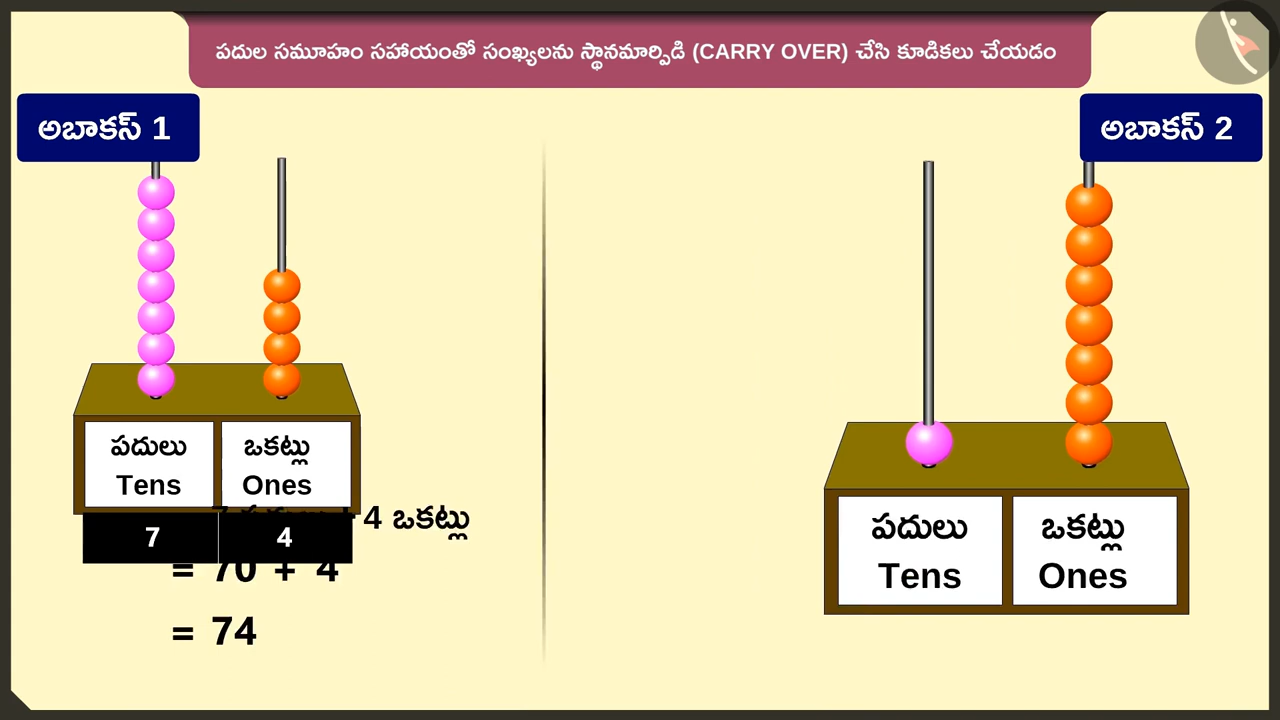 పదుల సమూహం సహాయంతో సంఖ్యలను స్థానమార్పిడి (CARRY OVER) చేసి కూడికలు చేయడం
అబాకస్ 1
అబాకస్ 2
పదులు
Tens
ఒకట్లు
Ones
7
4
4 ఒకట్లు
= 70 + 4
= 74
పదులు
Tens
ఒకట్లు
Ones